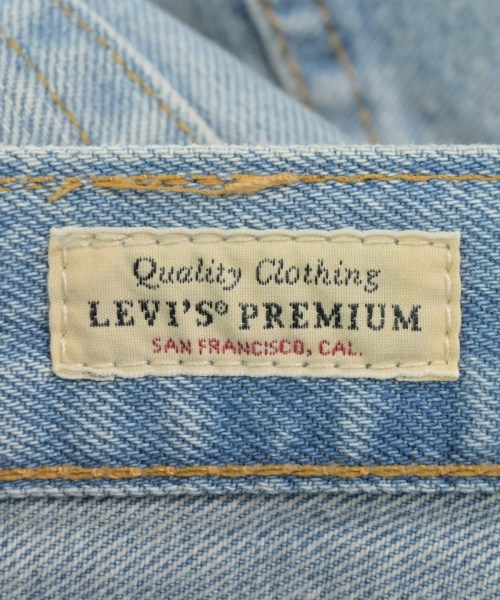 Quality Clothing
LEVI'S® PREMIUM
SAN FRANCISCO, CAL.